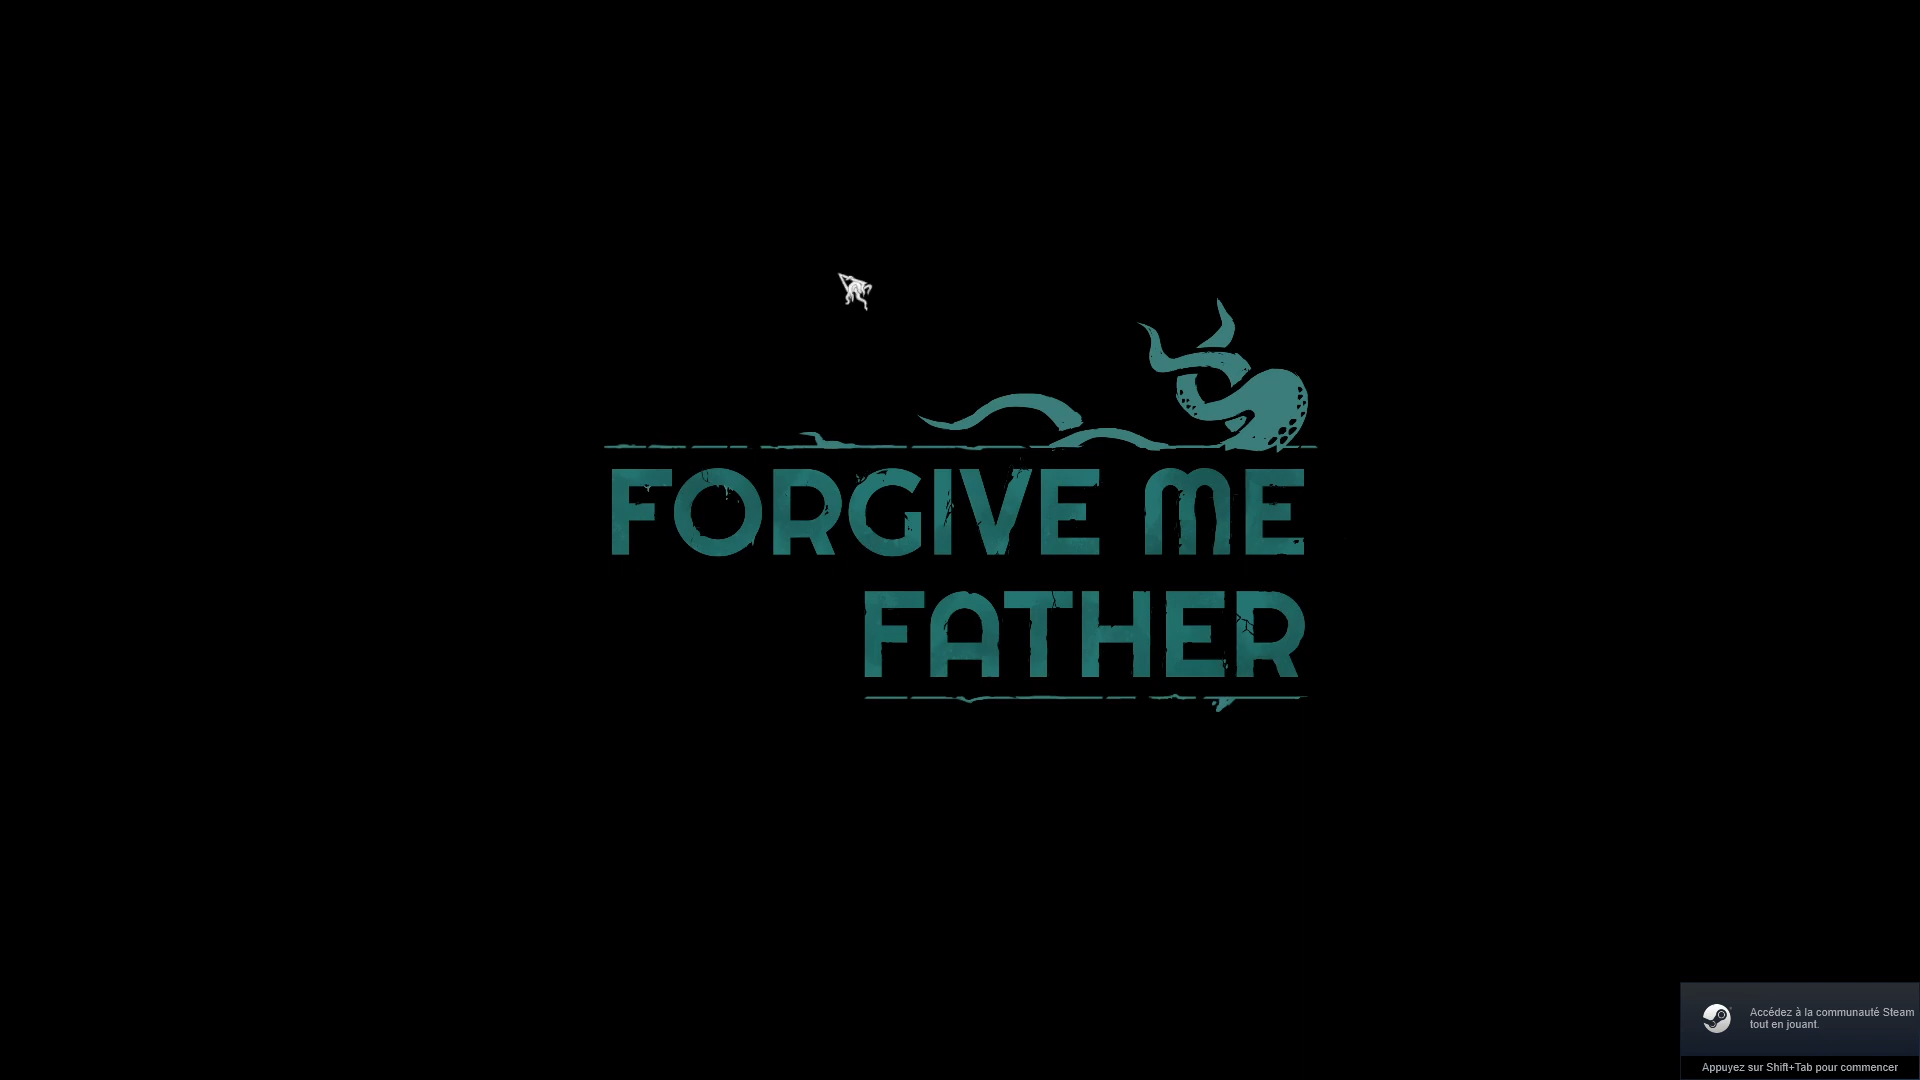 FORGIVE ME
FATHER
Accédez à la communauté Steam
tout en jouant.
Appuyez sur Shift+Tab pour commencer